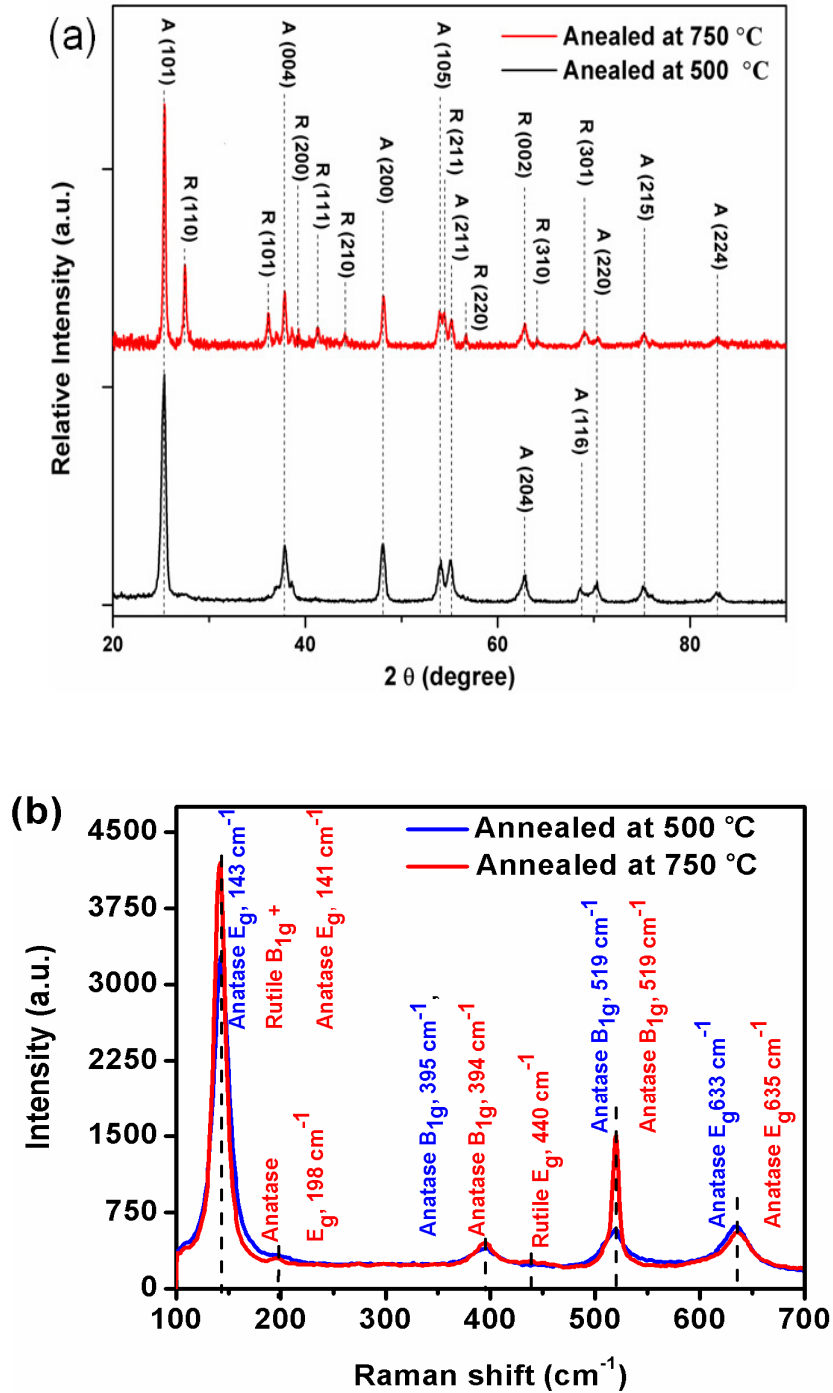 (a)
Anealed at 750 °C
Anealed at 500 °C
A (101)
R (110)
R (101)
A (004)
R (200)
R (111)
R (210)
A (200)
A (105)
R (211)
A (211)
R (220)
R (002)
R (310)
R (301)
A (220)
A (215)
A (224)
A (204)
A (116)
Relative Intensity (a.u.)
20
40
60
80
2 θ (degree)
(b)
Annealed at 500 °C
Annealed at 750 °C
Anatase Eg, 143 cm-1
Rutile B1g +
Anatase Eg, 141 cm-1
Anatase
Eg, 198 cm-1
Anatase B1g, 395 cm-1,
Anatase B1g, 394 cm-1
Rutile Eg, 440 cm-1
Anatase B1g, 519 cm-1
Anatase B1g, 519 cm-1
Anatase Eg633 cm-1
Anatase Eg635 cm-1
Intensity (a.u.)
4500
3750
3000
2250
1500
750
0
100
200
300
400
500
600
700
Raman shift (cm-1)